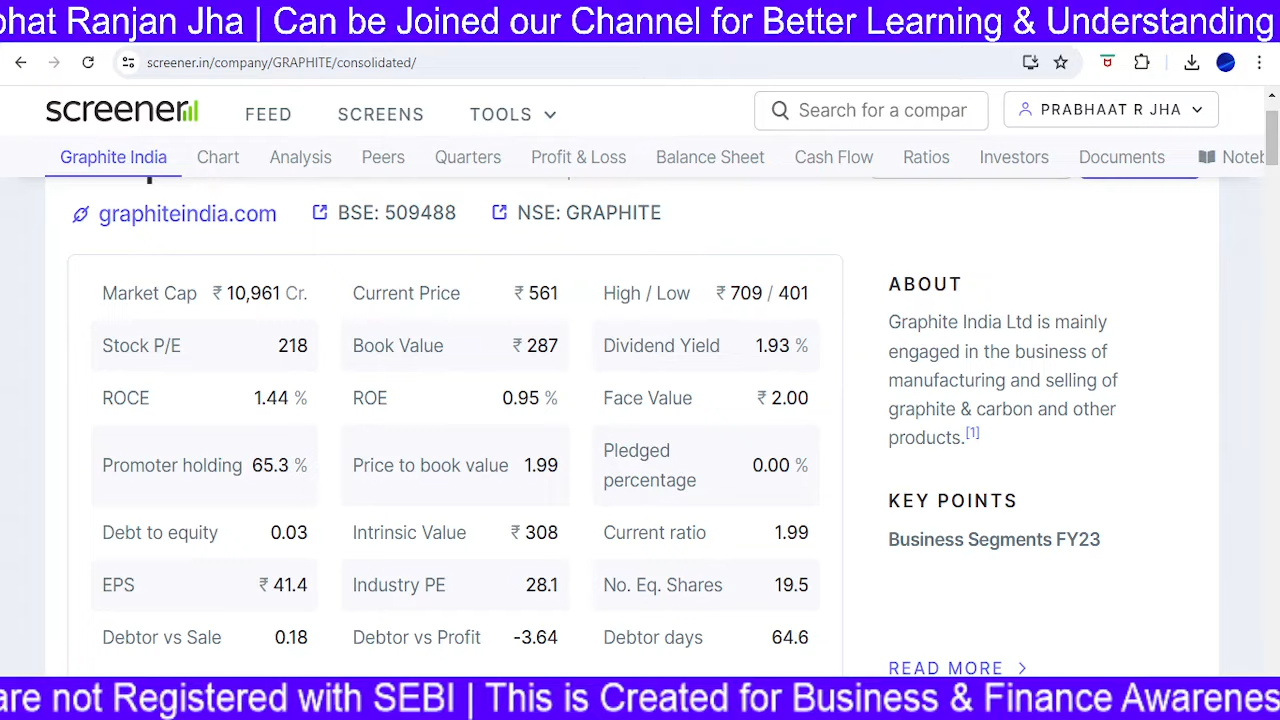 ohat Ranjan Jha | Can be Joined our Channel for Better Learning & Understanding
screener.in/company/GRAPHITE/consolidated/
screener
FEED SCREENS TOOLS
Search for a compar
PRABHAAT R JHA
Graphite India Chart Analysis Peers Quarters Profit & Loss Balance Sheet Cash Flow Ratios Investors Documents Noteb
graphiteindia.com BSE: 509488 NSE: GRAPHITE
Market Cap ₹ 10,961 Cr. Current Price ₹ 561 High / Low ₹ 709 / 401
Stock P/E 218 Book Value ₹ 287 Dividend Yield 1.93 %
ROCE 1.44 % ROE 0.95 % Face Value ₹ 2.00
Promoter holding 65.3 % Price to book value 1.99 Pledged percentage 0.00 %
Debt to equity 0.03 Intrinsic Value ₹ 308 Current ratio 1.99
EPS ₹ 41.4 Industry PE 28.1 No. Eq. Shares 19.5
Debtor vs Sale 0.18 Debtor vs Profit -3.64 Debtor days 64.6
ABOUT
Graphite India Ltd is mainly
engaged in the business of
manufacturing and selling of
graphite & carbon and other
products.[1]
KEY POINTS
Business Segments FY23
READ MORE
are not Registered with SEBI | This is Created for Business & Finance Awarenes